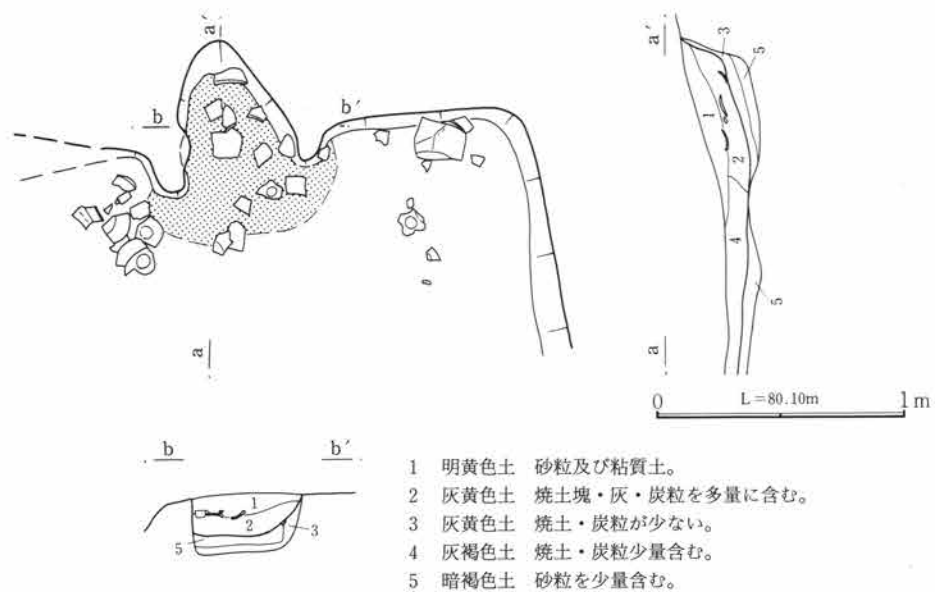 a′
b
b′
a
a′
3
5
1
2
4
5
a
0
L＝80.10m
1m
b
b′
1
2
3
5
1 明黄色土 砂粒及び粘質土。
2 灰黄色土 焼土塊・灰・炭粒を多量に含む。
3 灰黄色土 焼土・炭粒が少ない。
4 灰褐色土 焼土・炭粒少量含む。
5 暗褐色土 砂粒を少量含む。